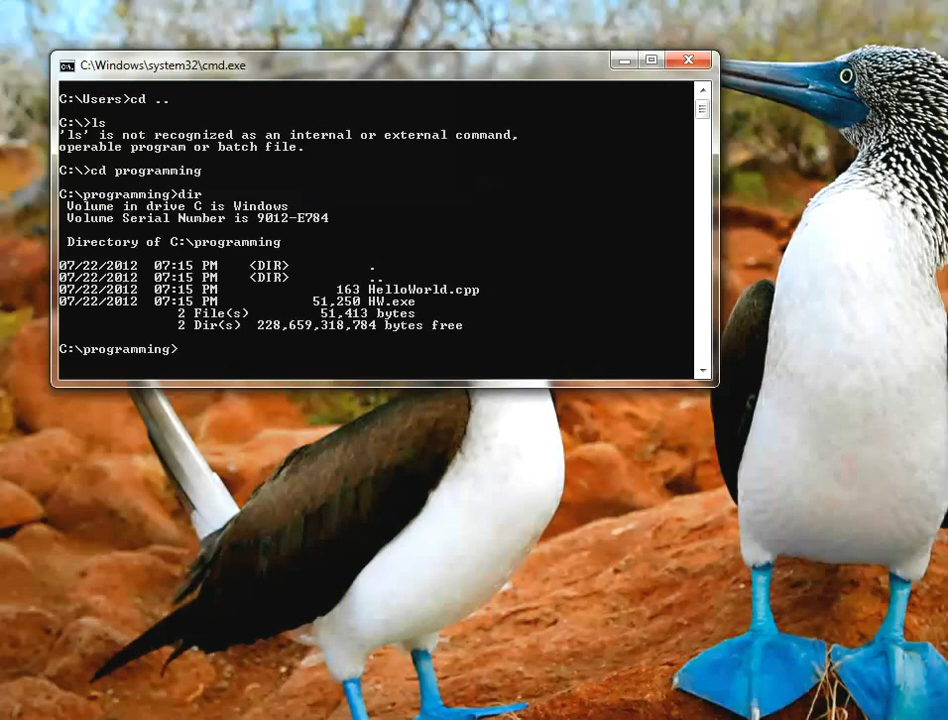 C:\Windows\system32\cmd.exe
C:\Users>cd ..
C:\>ls
'ls' is not recognized as an internal or external command,
operable program or batch file.
C:\>cd programming
C:\programming>dir
Volume in drive C is Windows
Volume Serial Number is 9012-E784
Directory of C:\programming
07/22/2012 07:15 PM <DIR> .
07/22/2012 07:15 PM <DIR> ..
07/22/2012 07:15 PM 163 HelloWorld.cpp
07/22/2012 07:15 PM 51,250 HW.exe
2 File(s) 51,413 bytes
2 Dir(s) 228,659,318,784 bytes free
C:\programming>